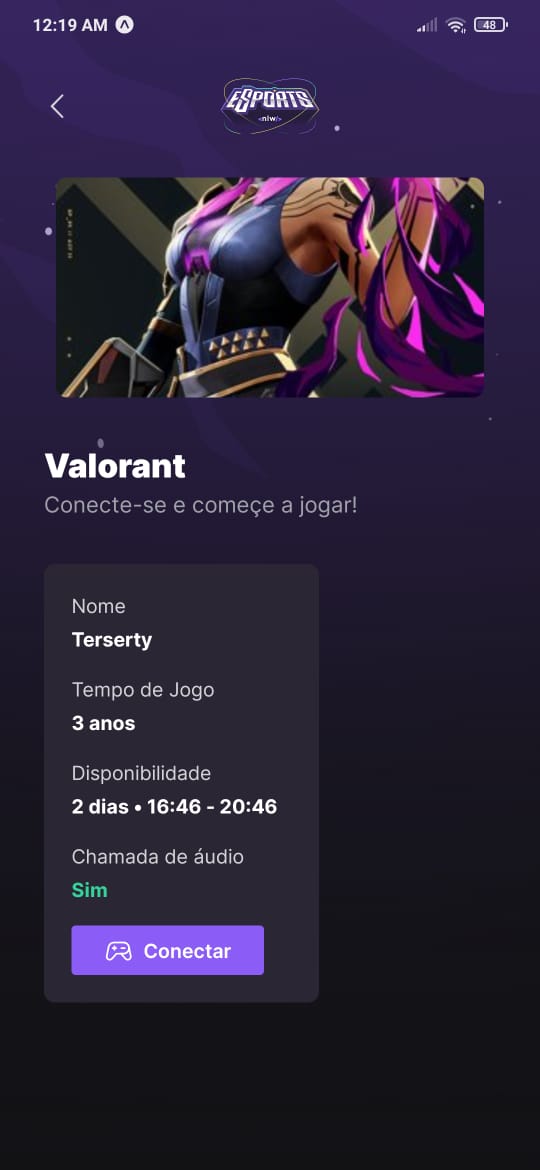 12:19 AM
48
ESPORTS
<nlw/>
Valorant
Conecte-se e começe a jogar!
Nome
Terserty
Tempo de Jogo
3 anos
Disponibilidade
2 dias • 16:46 - 20:46
Chamada de áudio
Sim
Conectar